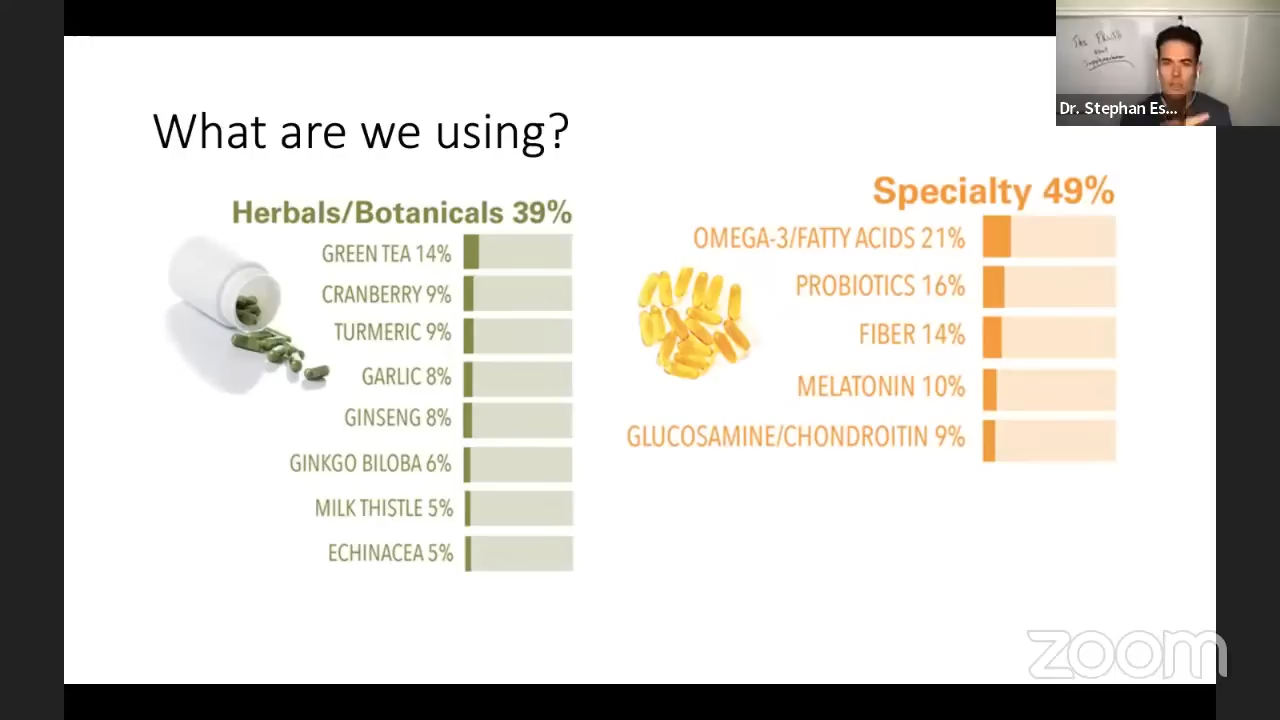 What are we using?
Herbals/Botanicals 39%
GREEN TEA 14%
CRANBERRY 9%
TURMERIC 9%
GARLIC 8%
GINSENG 8%
GINKGO BILOBA 6%
MILK THISTLE 5%
ECHINACEA 5%
Specialty 49%
OMEGA-3/FATTY ACIDS 21%
PROBIOTICS 16%
FIBER 14%
MELATONIN 10%
GLUCOSAMINE/CHONDROITIN 9%
The
Dr. Stephan Es...
zoom